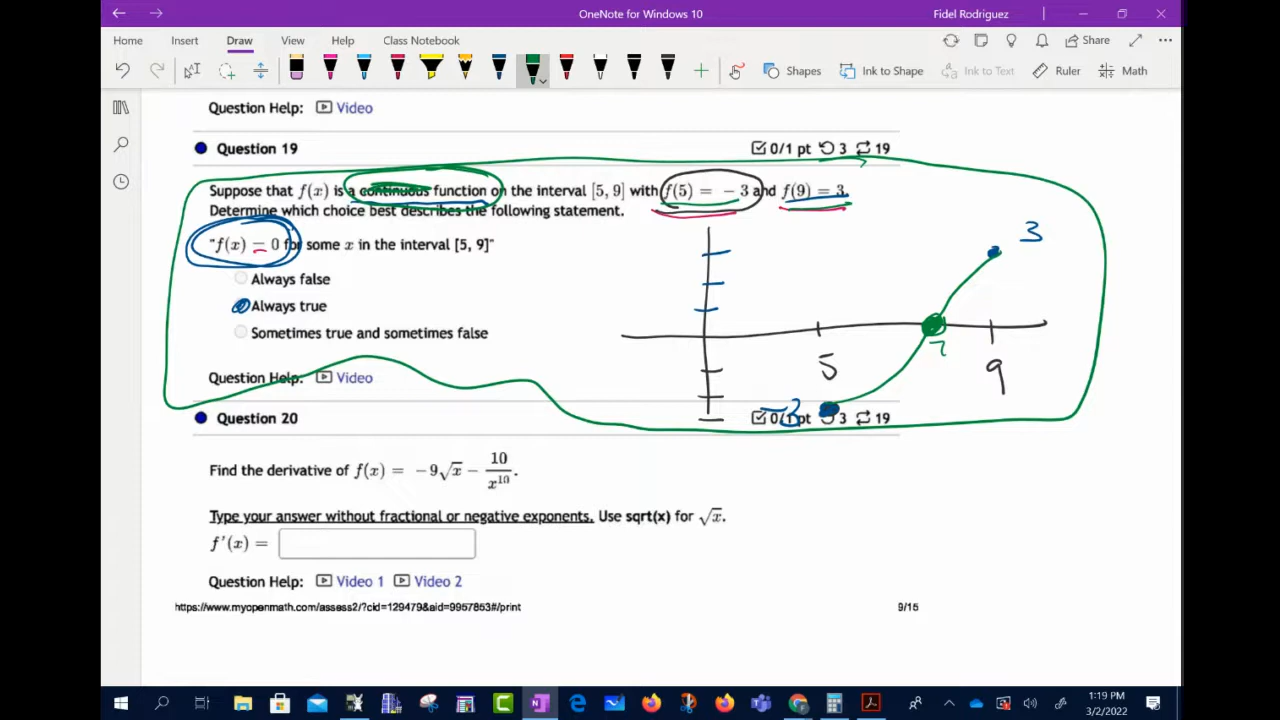 OneNote for Windows 10
Fidel Rodriguez
Home Insert Draw View Help Class Notebook
Share
Shapes Ink to Shape Ink to Text Ruler Math
Question Help: Video
Question 19
0/1 pt 3 19
Suppose that f(x) is a continuous function on the interval [5, 9] with f(5) = −3 and f(9) = 3.
Determine which choice best describes the following statement.
"f(x) = 0 for some x in the interval [5, 9]"
Always false
Always true
Sometimes true and sometimes false
3
5
7
9
-3
Question Help: Video
Question 20
0/1 pt 3 19
Find the derivative of f(x) = −9√x − 10/x^10.
Type your answer without fractional or negative exponents. Use sqrt(x) for √x.
f'(x) =
Question Help: Video 1 Video 2
https://www.myopenmath.com/assess2/?cid=129479&aid=9957853#/print
9/15
1:19 PM
3/2/2022